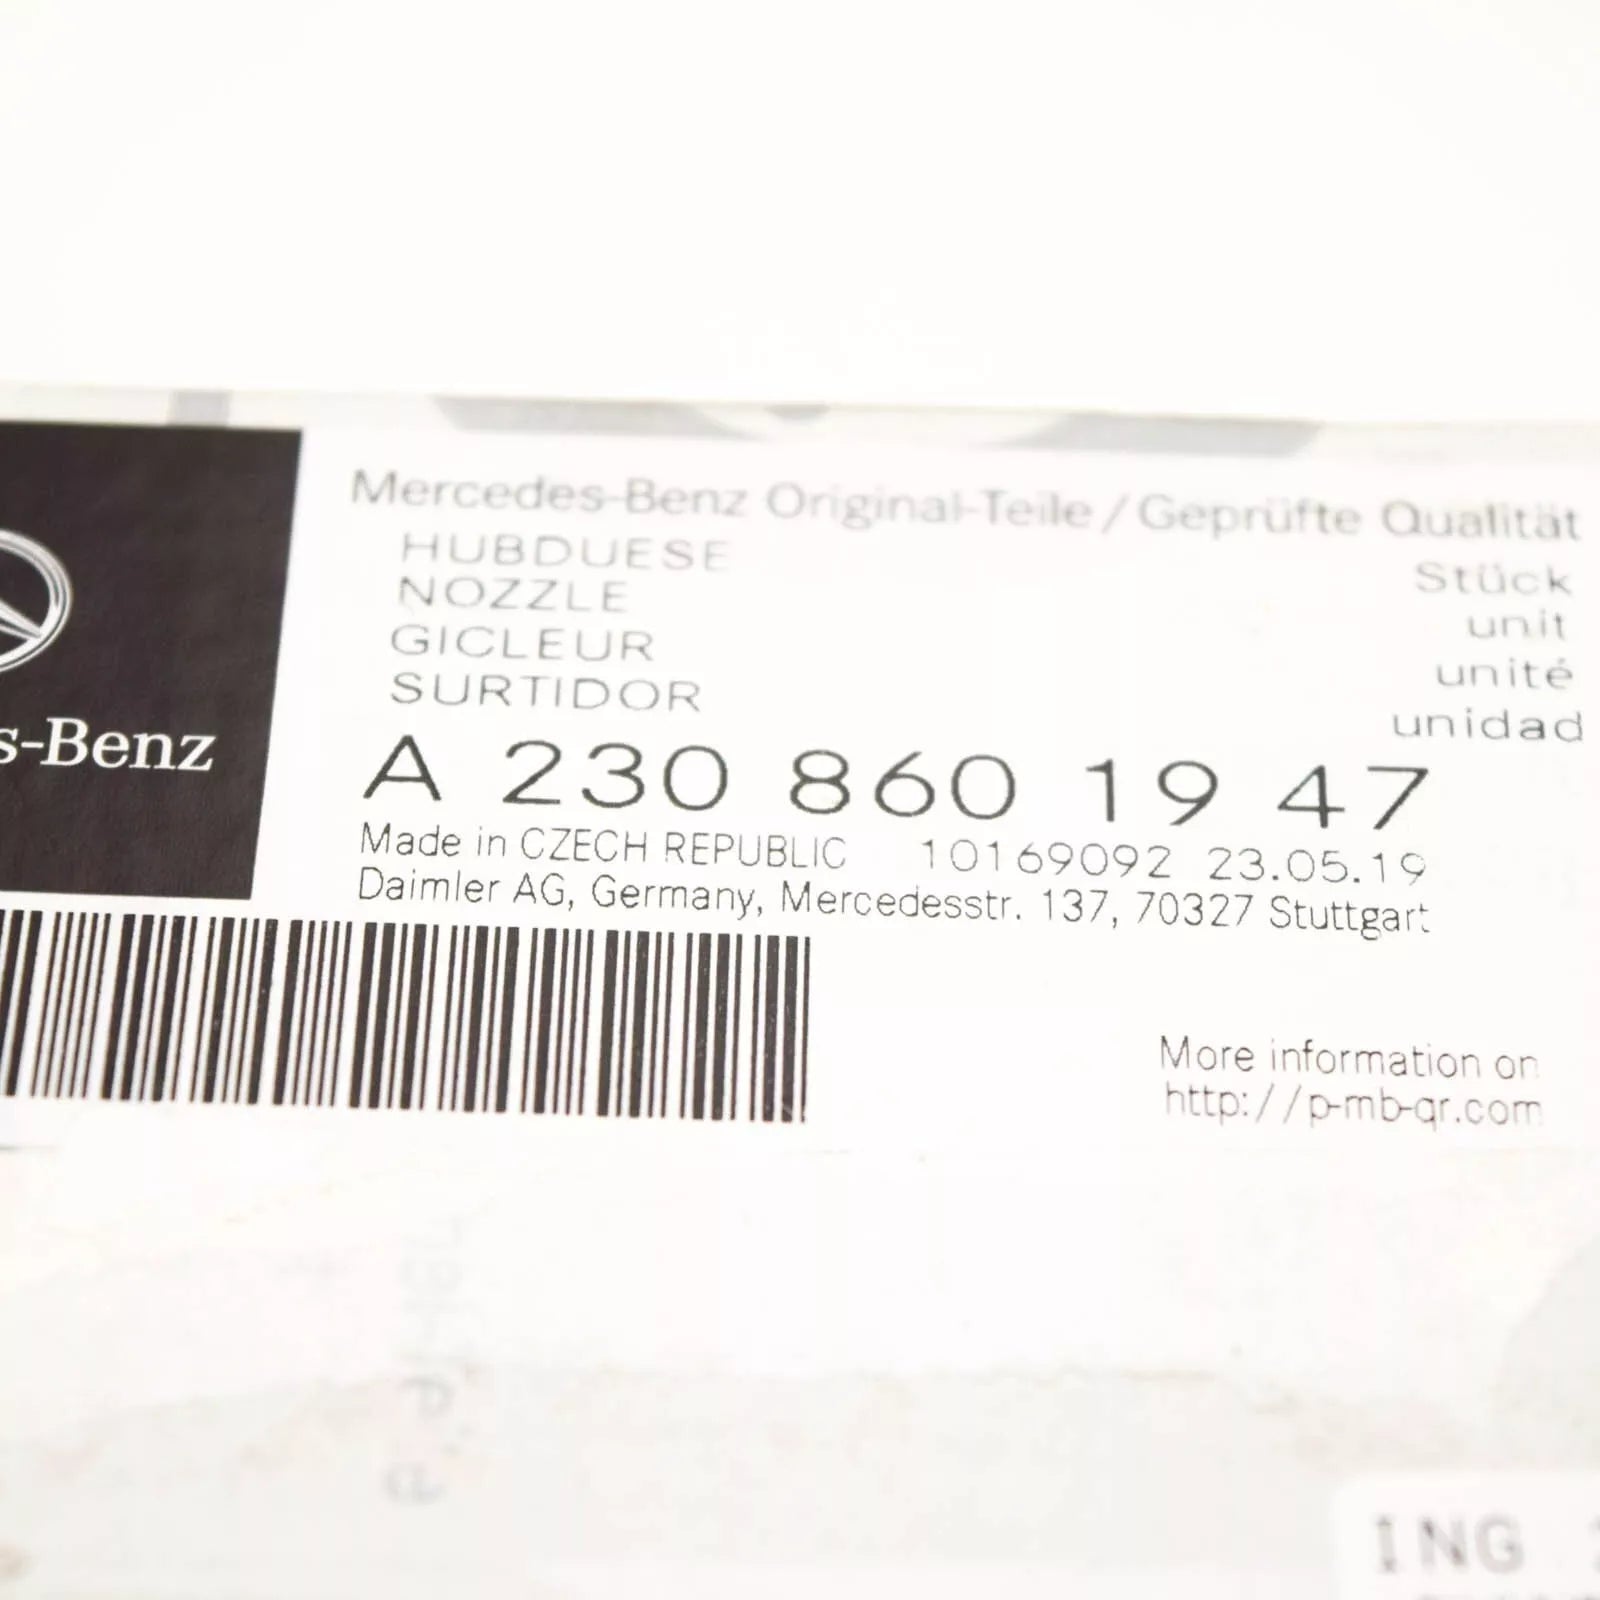 Mercedes-Benz Original-Teile / Geprüfte Qualität
HUBDUESE Stück
NOZZLE unit
GICLEUR unité
SURTIDOR unidad
s-Benz
A 230 860 19 47
Made in CZECH REPUBLIC 10169092 23.05.19
Daimler AG, Germany, Mercedesstr. 137, 70327 Stuttgart
More information on
http://p-mb-qr.com
ING